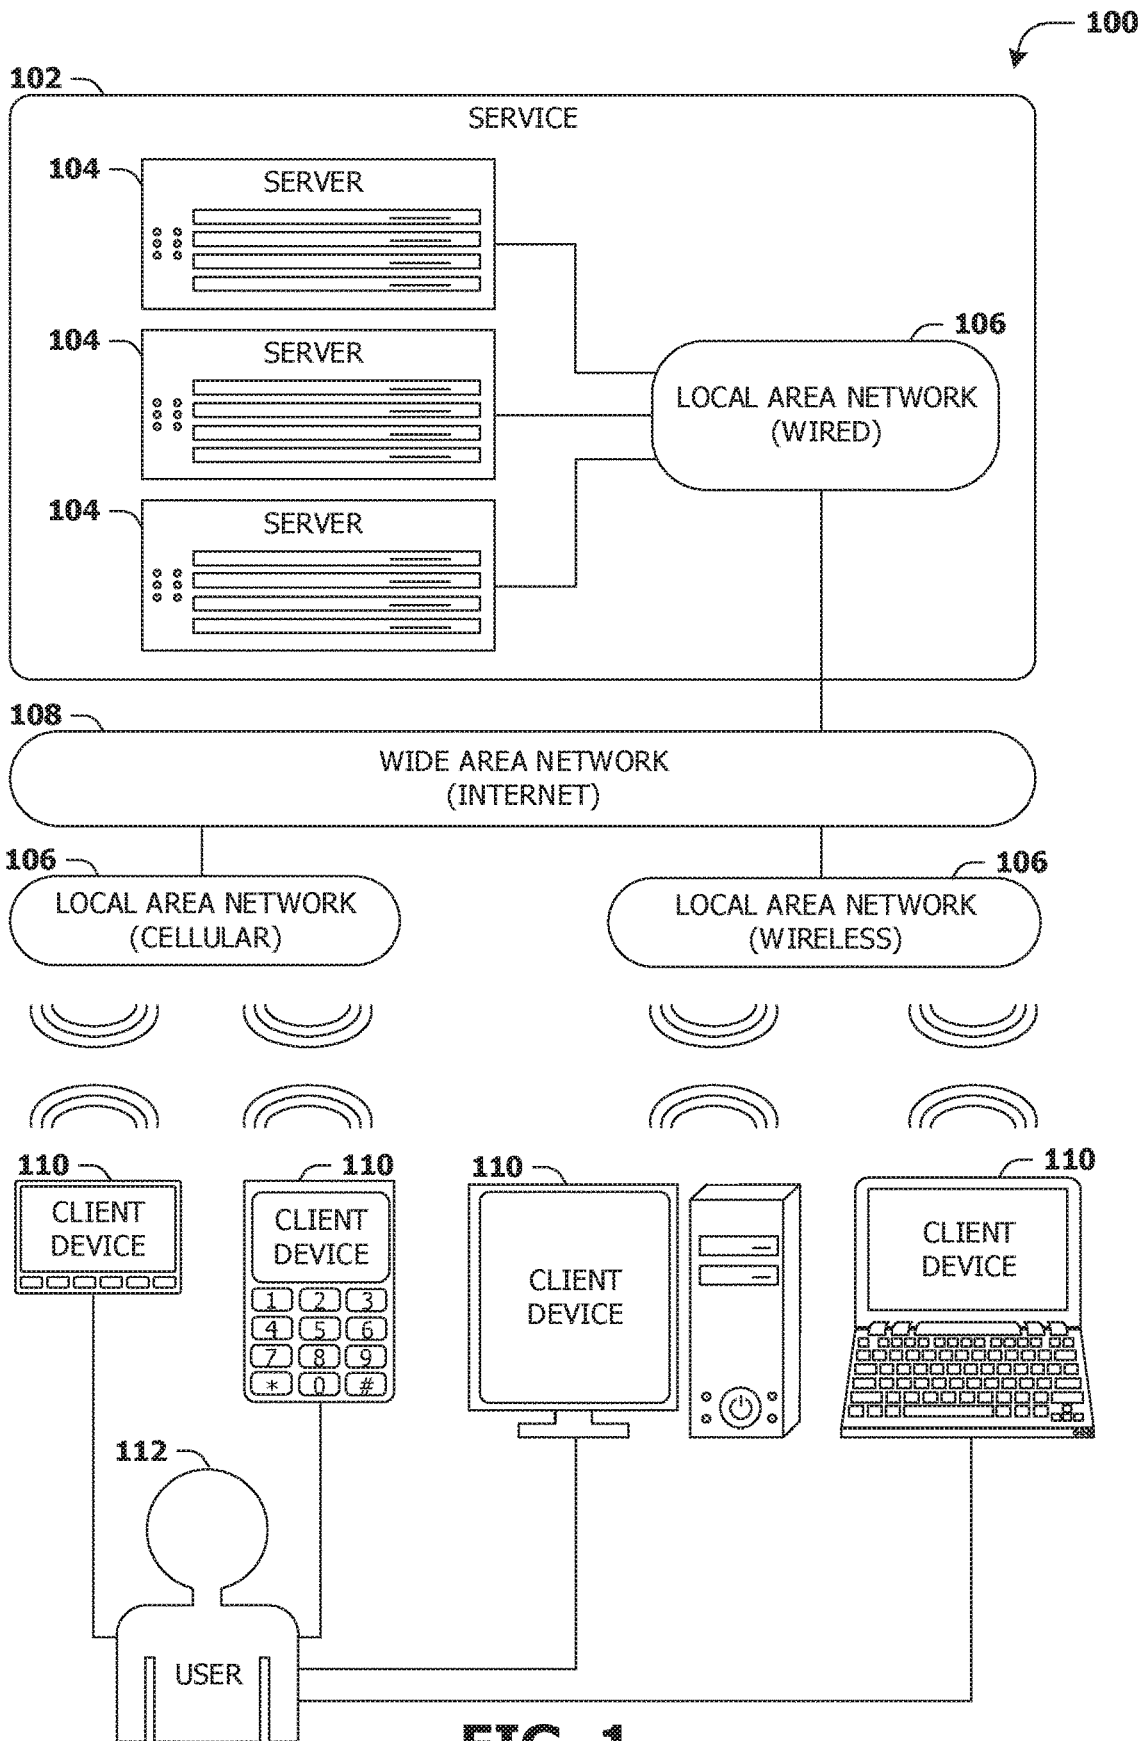 100
102
SERVICE
104
SERVER
104
SERVER
106
LOCAL AREA NETWORK
(WIRED)
104
SERVER
108
WIDE AREA NETWORK
(INTERNET)
106
LOCAL AREA NETWORK
(CELLULAR)
106
LOCAL AREA NETWORK
(WIRELESS)
110
CLIENT
DEVICE
110
CLIENT
DEVICE
1 2 3
4 5 6
7 8 9
* 0 #
110
CLIENT
DEVICE
110
CLIENT
DEVICE
112
USER
FIG. 1